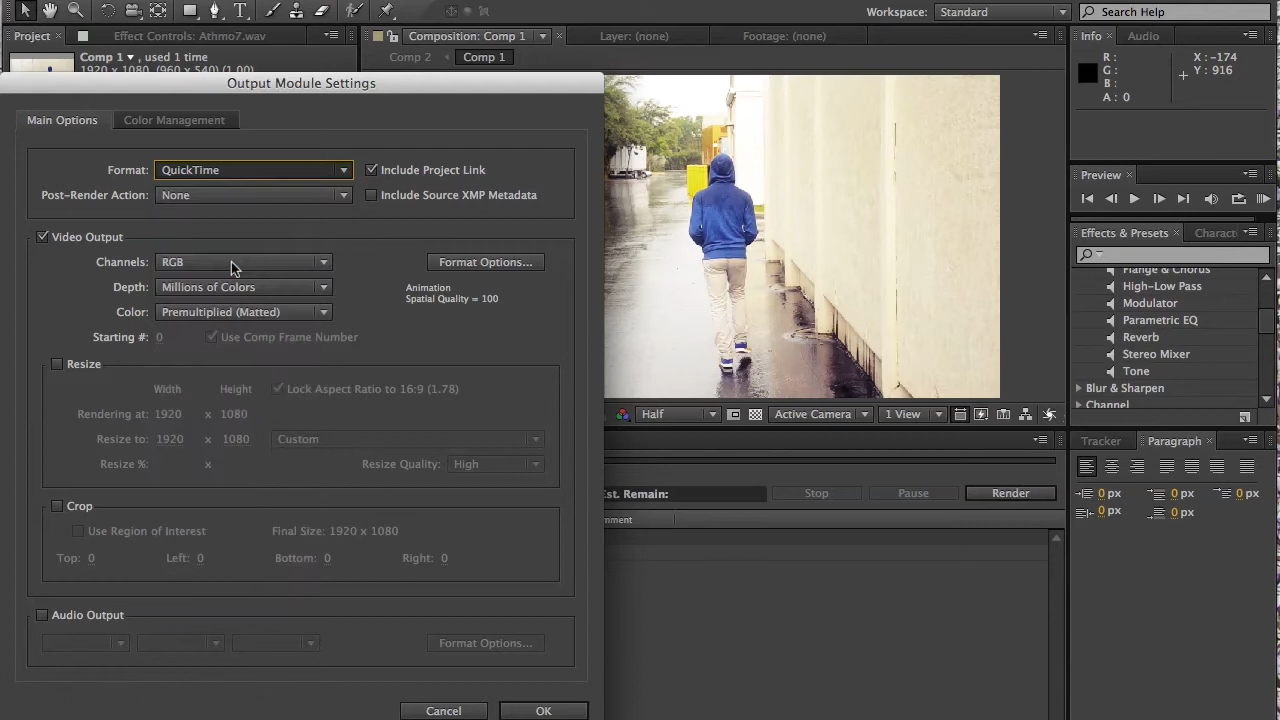 Workspace: Standard
Search Help
Project
Effect Controls: Athmo7.wav
Composition: Comp 1
Layer: (none)
Footage: (none)
Info
Audio
Comp 1 , used 1 time
1920 x 1080 (960 x 540) (1.00)
Comp 2
Comp 1
R :
G :
B :
A : 0
X : -174
Y : 916
Output Module Settings
Main Options
Color Management
Format: QuickTime
Include Project Link
Post-Render Action: None
Include Source XMP Metadata
Video Output
Channels: RGB
Format Options...
Depth: Millions of Colors
Animation
Spatial Quality = 100
Color: Premultiplied (Matted)
Starting #: 0
Use Comp Frame Number
Resize
Width Height
Lock Aspect Ratio to 16:9 (1.78)
Rendering at: 1920 x 1080
Resize to: 1920 x 1080
Custom
Resize %: x
Resize Quality: High
Crop
Use Region of Interest
Final Size: 1920 x 1080
Top: 0 Left: 0 Bottom: 0 Right: 0
Audio Output
Format Options...
Cancel
OK
Half
Active Camera
1 View
Est. Remain:
Stop
Pause
Render
mment
Preview
Effects & Presets
Charact
Flange & Chorus
High-Low Pass
Modulator
Parametric EQ
Reverb
Stereo Mixer
Tone
Blur & Sharpen
Channel
Tracker
Paragraph
0 px 0 px 0 px
0 px 0 px